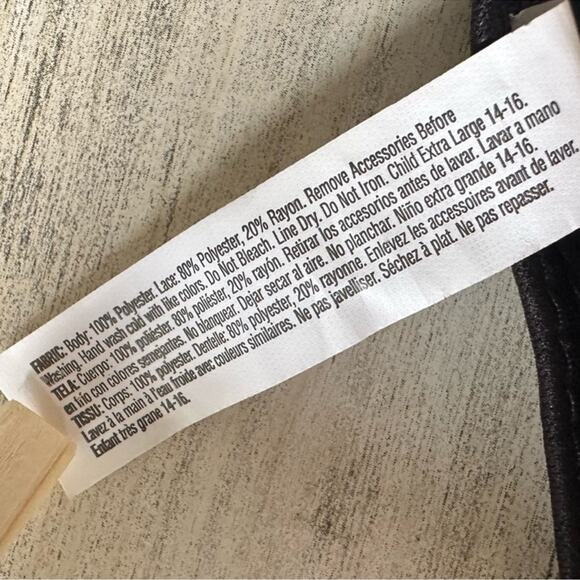 FABRIC: Body: 100% Polyester. Lace: 80% Polyester, 20% Rayon. Remove Accessories Before
Washing. Hand wash cold with like colors. Do Not Bleach. Line Dry. Do Not Iron. Child Extra Large 14-16.
TELA: Cuerpo: 100% poliéster. 80% poliéster, 20% rayón. Retirar los accesorios antes de lavar. Lavar a mano
en frío con colores semejantes. No blanquear. Dejar secar al aire. No planchar. Niño extra grande 14-16.
TISSU: Corps: 100% polyester. Dentelle: 80% polyester, 20% rayonne. Enlevez les accessoires avant de laver.
Lavez à la main à l'eau froide avec couleurs similaires. Ne pas javelliser. Séchez à plat. Ne pas repasser.
Enfant très grane 14-16.